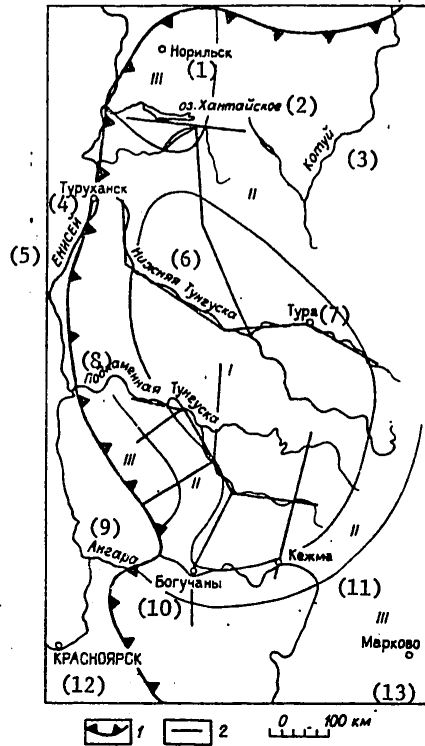 Норильск
III
(1)
оз. Хантайское (2)
Котуй
(3)
II
(4)
Туруханск
(5)
ЕНИСЕЙ
(6)
Нижняя Тунгуска
Тура (7)
(8)
Подкаменная Тунгуска
I
III
II
II
(9)
Ангара
Кежма
Богучаны
(10)
(11)
III
Марково
КРАСНОЯРСК
(12)
(13)
1
2
0 100 км